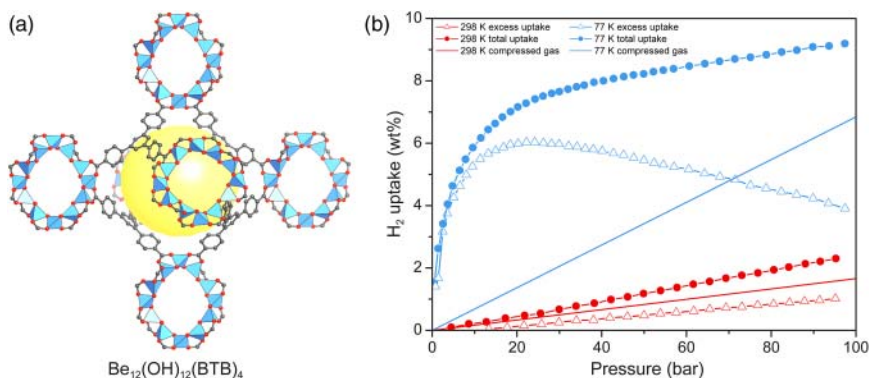 (a)
Be12(OH)12(BTB)4
(b)
298 K excess uptake
298 K total uptake
298 K compressed gas
77 K excess uptake
77 K total uptake
77 K compressed gas
H2 uptake (wt%)
10
8
6
4
2
0
0 20 40 60 80 100
Pressure (bar)